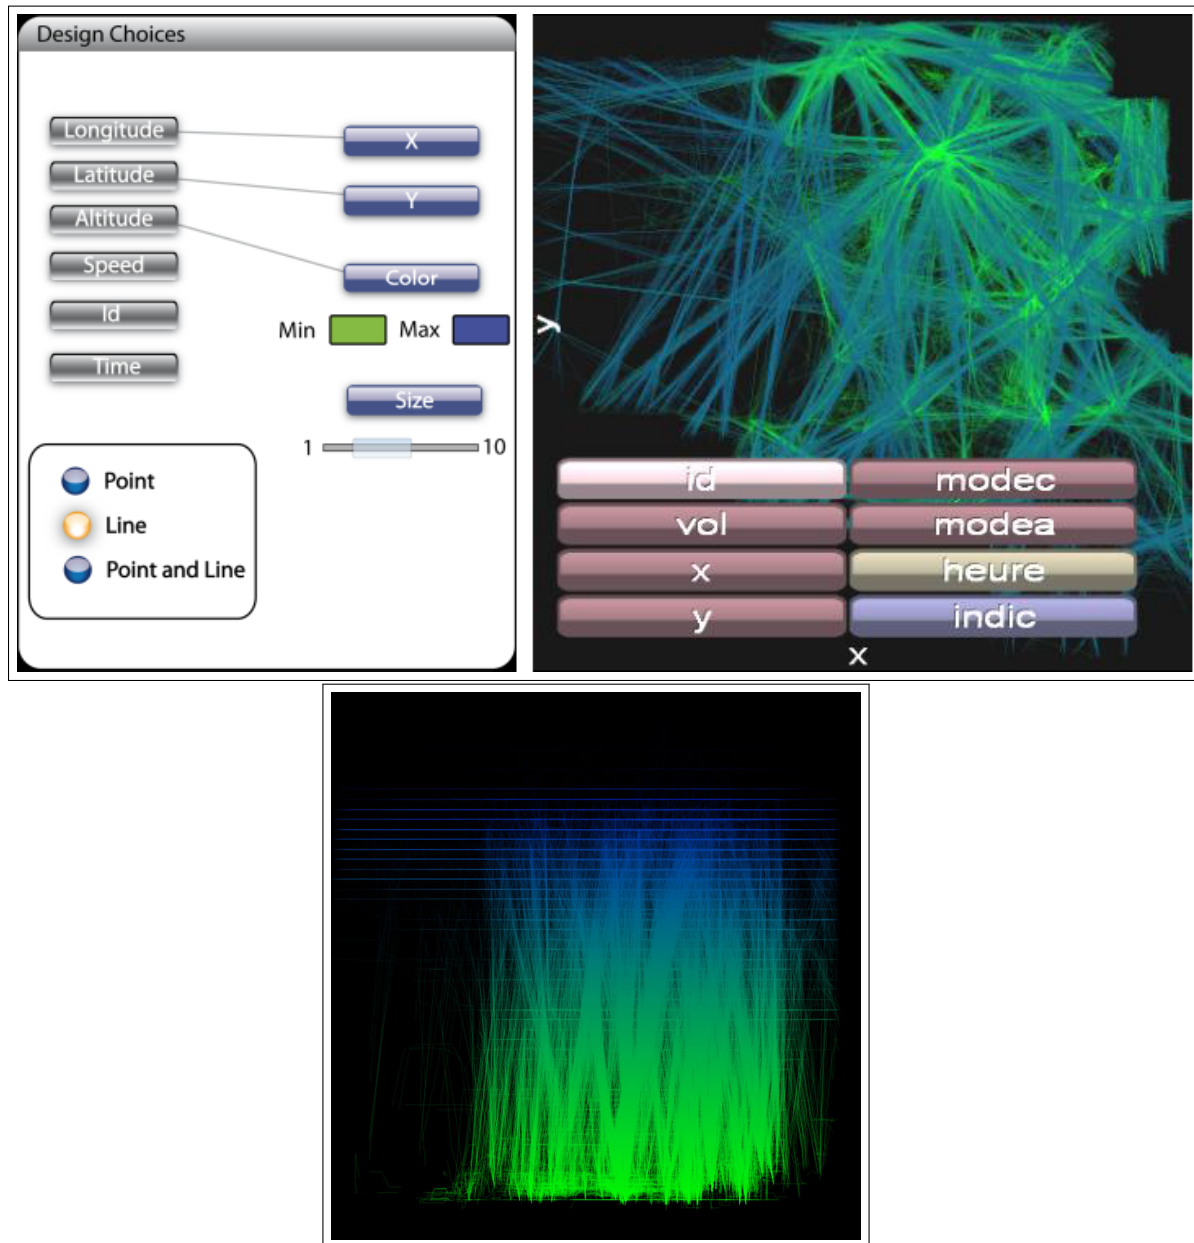 Design Choices
Longitude
X
Latitude
Y
Altitude
Speed
Color
Id
Min
Max
Time
Size
1
10
Point
Line
Point and Line
y
id
modec
vol
modea
x
heure
y
indic
x